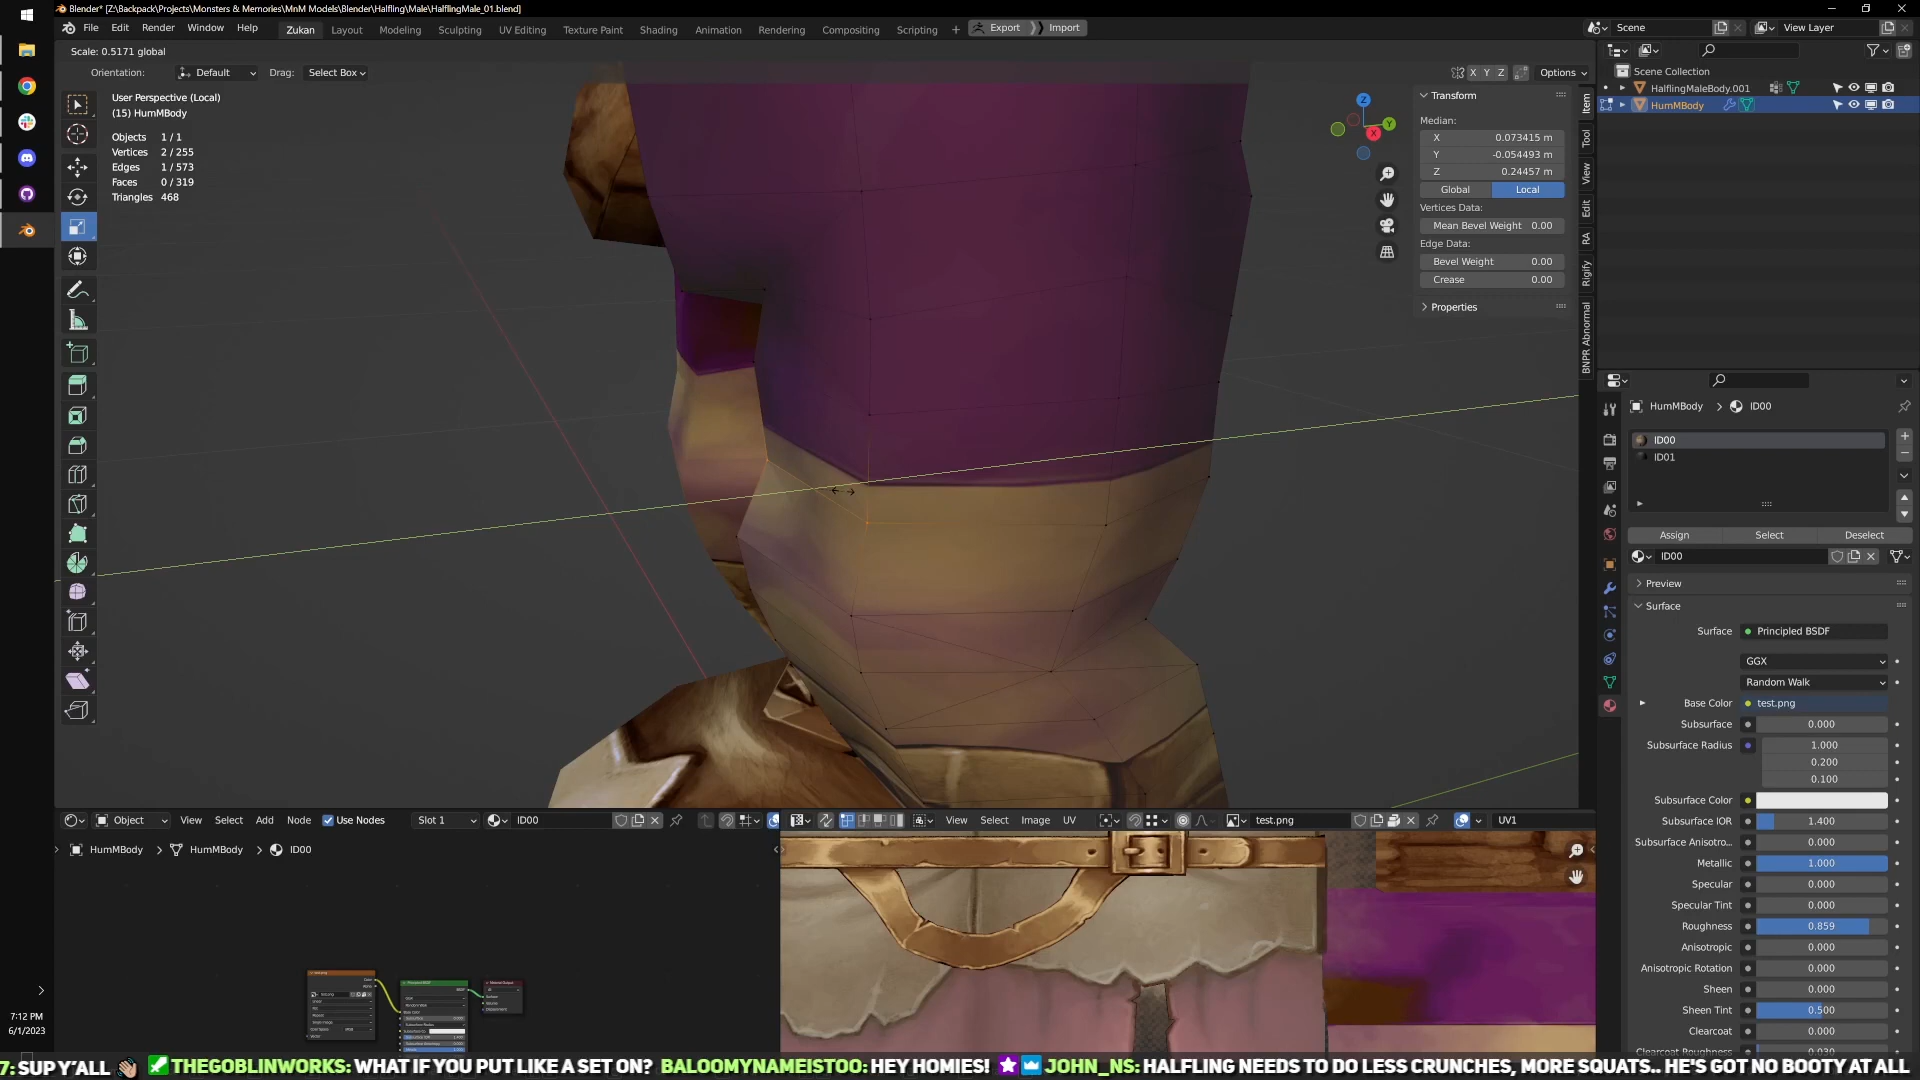 Blender* [Z:\Backpack\Projects\Monsters & Memories\MnM Models\Blender\Halfling\Male\HalflingMale_01.blend]
File Edit Render Window Help Zukan Layout Modeling Sculpting UV Editing Texture Paint Shading Animation Rendering Compositing Scripting + Export Import Scene View Layer
Scale: 0.5171 global
Orientation: Default Drag: Select Box X Y Z Options
User Perspective (Local)
(15) HumMBody
Objects 1 / 1
Vertices 2 / 255
Edges 1 / 573
Faces 0 / 319
Triangles 468
Z
Y
X
Transform
Median:
X 0.073415 m
Y -0.054493 m
Z 0.24457 m
Global Local
Vertices Data:
Mean Bevel Weight 0.00
Edge Data:
Bevel Weight 0.00
Crease 0.00
Properties
Item
Tool
View
Edit
RA
Rigify
BNPR Abnormal
Scene Collection
HalflingMaleBody.001
HumMBody
HumMBody > ID00
ID00
ID01
Assign Select Deselect
ID00
Preview
Surface
Surface Principled BSDF
GGX
Random Walk
Base Color test.png
Subsurface 0.000
Subsurface Radius 1.000
0.200
0.100
Subsurface Color
Subsurface IOR 1.400
Subsurface Anisotro... 0.000
Metallic 1.000
Specular 0.000
Specular Tint 0.000
Roughness 0.859
Anisotropic 0.000
Anisotropic Rotation 0.000
Sheen 0.000
Sheen Tint 0.500
Clearcoat 0.000
Clearcoat Roughness 0.030
Object View Select Add Node Use Nodes Slot 1 ID00
HumMBody > HumMBody > ID00
View Select Image UV test.png UV1
7:12 PM
6/1/2023
7: SUP Y'ALL THEGOBLINWORKS: WHAT IF YOU PUT LIKE A SET ON? BALOOMYNAMEISTOO: HEY HOMIES! JOHN_NS: HALFLING NEEDS TO DO LESS CRUNCHES, MORE SQUATS.. HE'S GOT NO BOOTY AT ALL